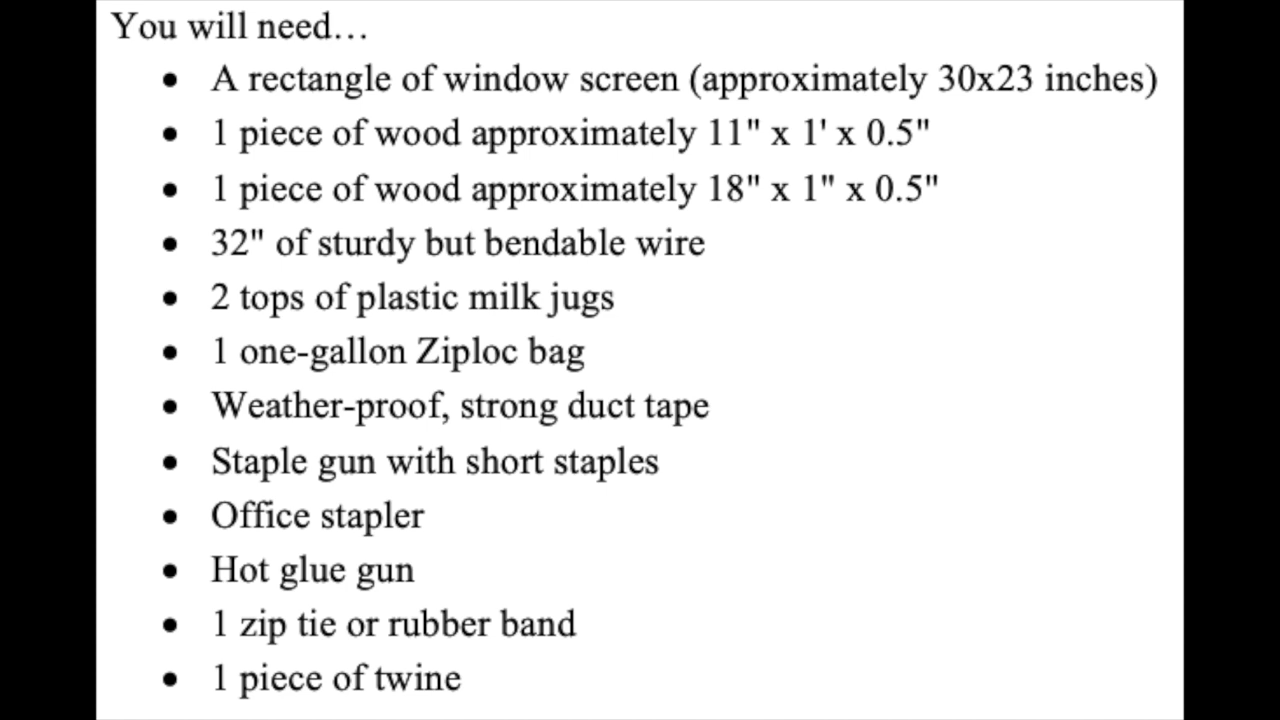 You will need…
• A rectangle of window screen (approximately 30x23 inches)
• 1 piece of wood approximately 11" x 1' x 0.5"
• 1 piece of wood approximately 18" x 1" x 0.5"
• 32" of sturdy but bendable wire
• 2 tops of plastic milk jugs
• 1 one-gallon Ziploc bag
• Weather-proof, strong duct tape
• Staple gun with short staples
• Office stapler
• Hot glue gun
• 1 zip tie or rubber band
• 1 piece of twine